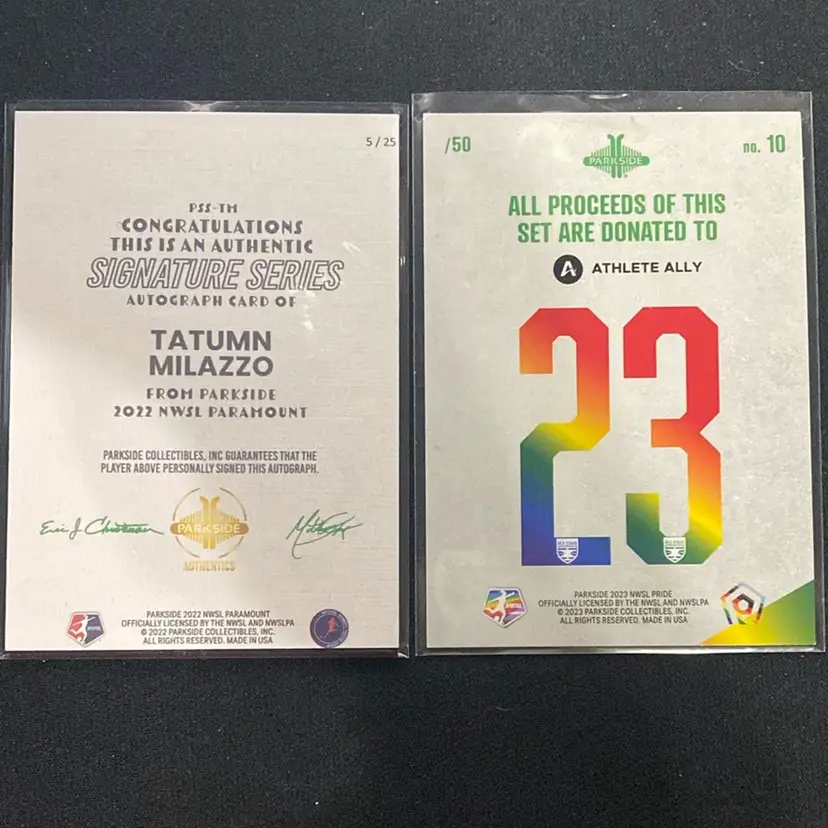 5 / 25
PSS-TM
CONGRATULATIONS
THIS IS AN AUTHENTIC
SIGNATURE SERIES
AUTOGRAPH CARD OF
TATUMN
MILAZZO
FROM PARKSIDE
2022 NWSL PARAMOUNT
PARKSIDE COLLECTIBLES, INC GUARANTEES THAT THE
PLAYER ABOVE PERSONALLY SIGNED THIS AUTOGRAPH.
PARKSIDE
AUTHENTICS
PARKSIDE 2022 NWSL PARAMOUNT
OFFICIALLY LICENSED BY THE NWSL AND NWSLPA
© 2022 PARKSIDE COLLECTIBLES, INC.
ALL RIGHTS RESERVED. MADE IN USA
/50
no. 10
PARKSIDE
ALL PROCEEDS OF THIS
SET ARE DONATED TO
A ATHLETE ALLY
23
PARKSIDE 2023 NWSL PRIDE
OFFICIALLY LICENSED BY THE NWSL AND NWSLPA
© 2023 PARKSIDE COLLECTIBLES, INC.
ALL RIGHTS RESERVED. MADE IN USA